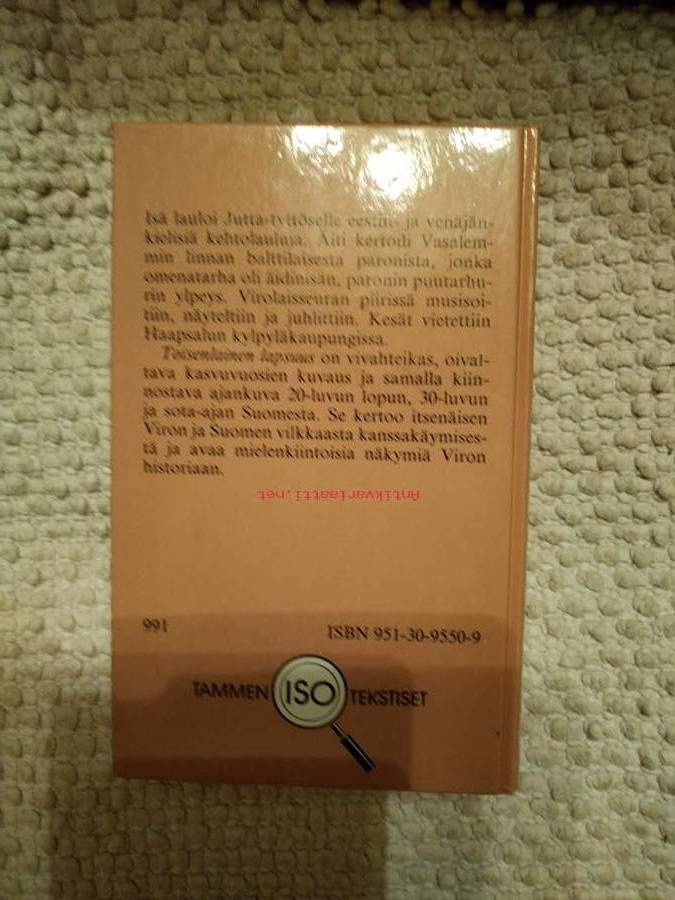 Isä lauloi Jutta-tyttöselle eestin- ja venäjän-
kielisiä kehtolauluja. Äiti kertoili Vasalem-
min linnan balttilaisesta paronista, jonka
omenatarha oli äidinisän, paronin puutarhu-
rin ylpeys. Virolaisseuran piirissä musisoi-
tiin, näyteltiin ja juhlittiin. Kesät vietettiin
Haapsalun kylpyläkaupungissa.
Toisenlainen lapsuus on vivahteikas, oival-
tava kasvuvuosien kuvaus ja samalla kiin-
nostava ajankuva 20-luvun lopun, 30-luvun
ja sota-ajan Suomesta. Se kertoo itsenäisen
Viron ja Suomen vilkkaasta kanssakäymises-
tä ja avaa mielenkiintoisia näkymiä Viron
historiaan.
Antikvariaatti.net
991
ISBN 951-30-9550-9
TAMMEN ISO TEKSTISET